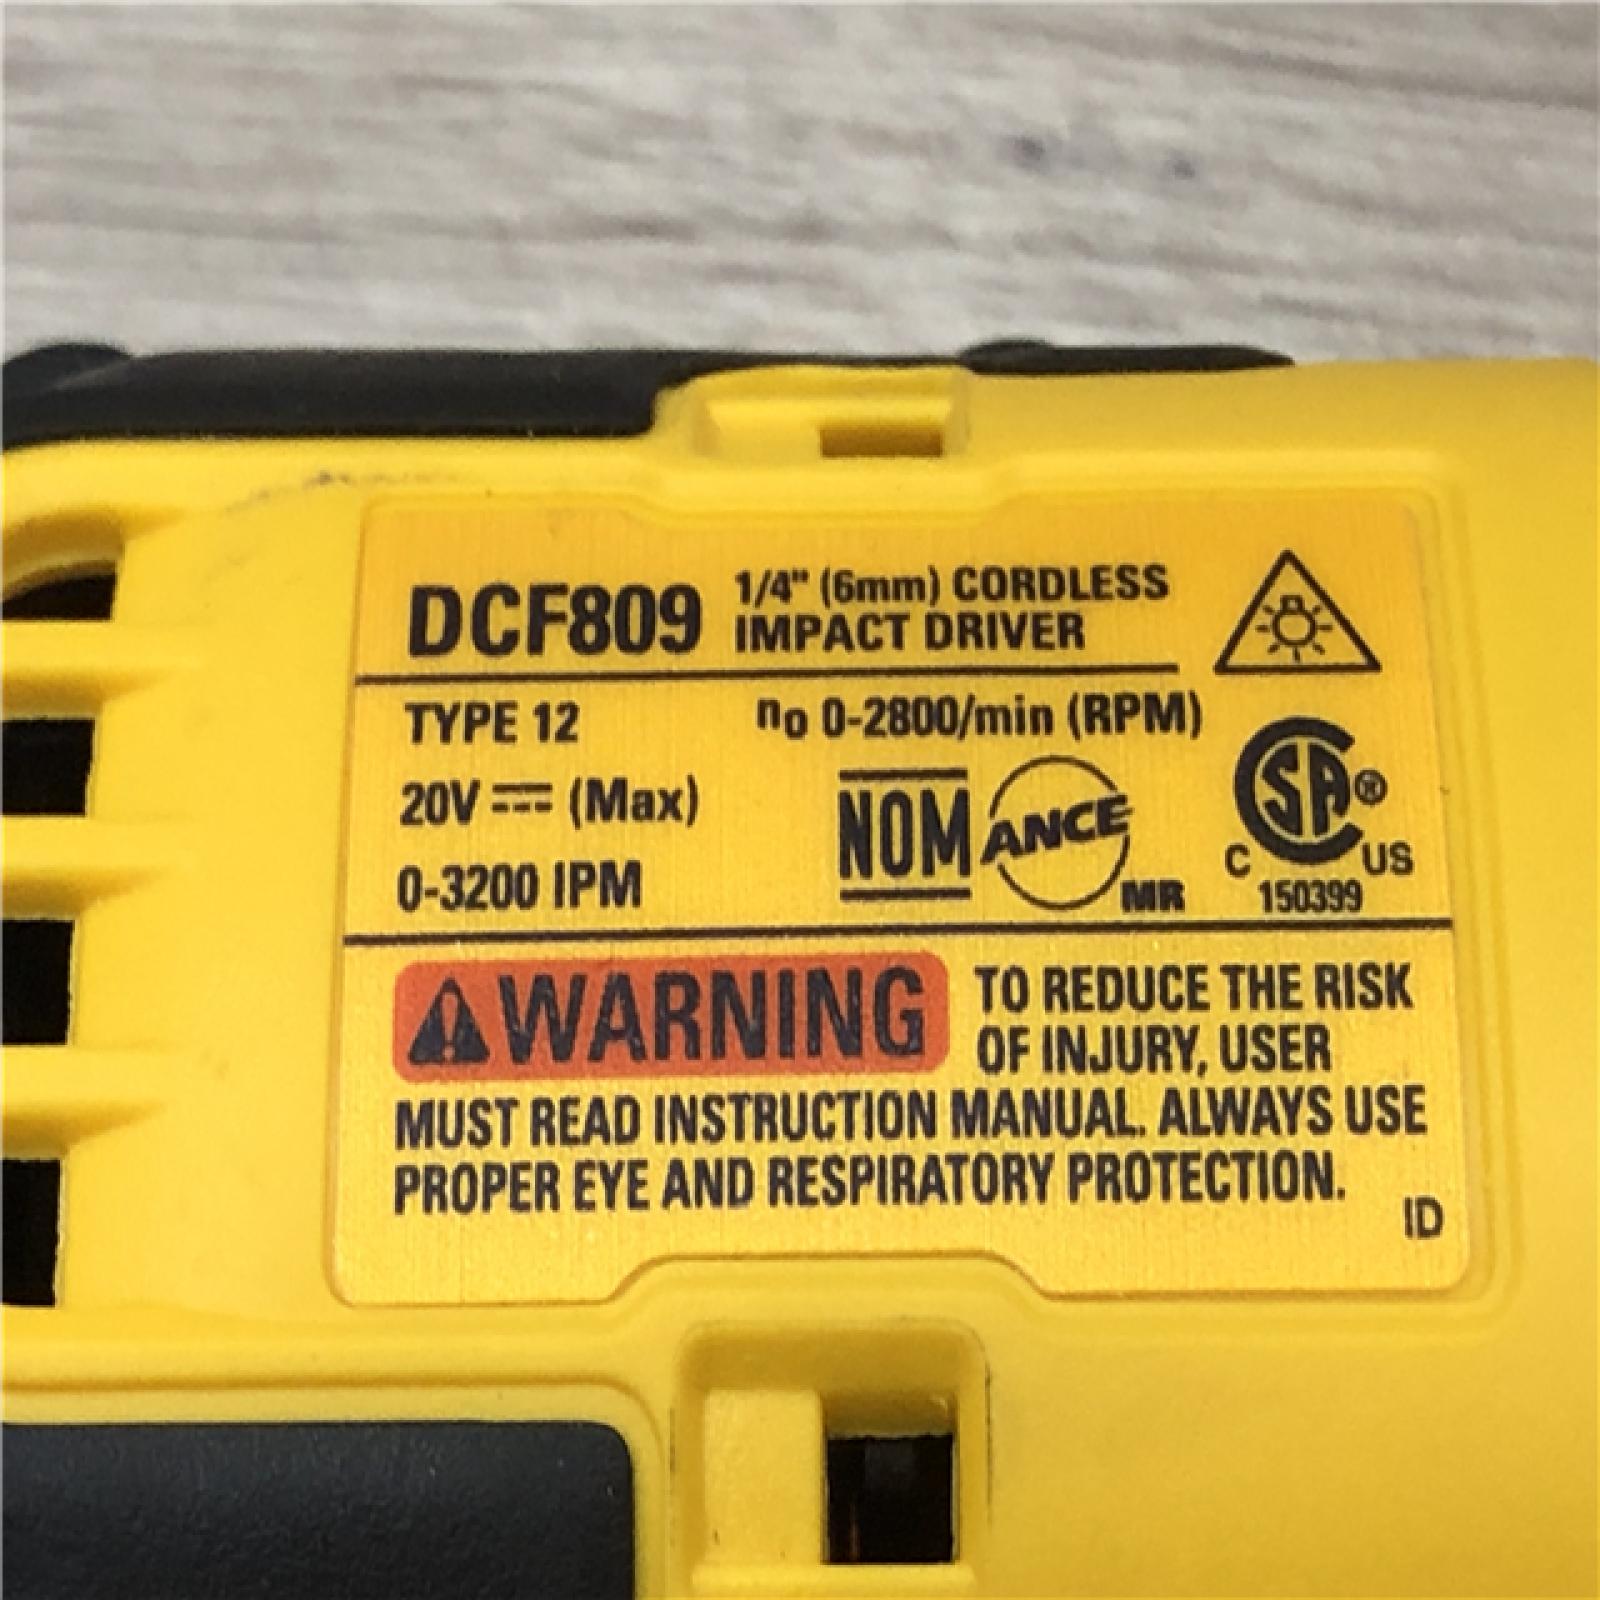 DCF809 1/4" (6mm) CORDLESS
IMPACT DRIVER
TYPE 12 no 0-2800/min (RPM)
20V ⎓ (Max)
0-3200 IPM
NOM ANCE MR
CSA®
C US
150399
WARNING TO REDUCE THE RISK
OF INJURY, USER
MUST READ INSTRUCTION MANUAL. ALWAYS USE
PROPER EYE AND RESPIRATORY PROTECTION.
ID